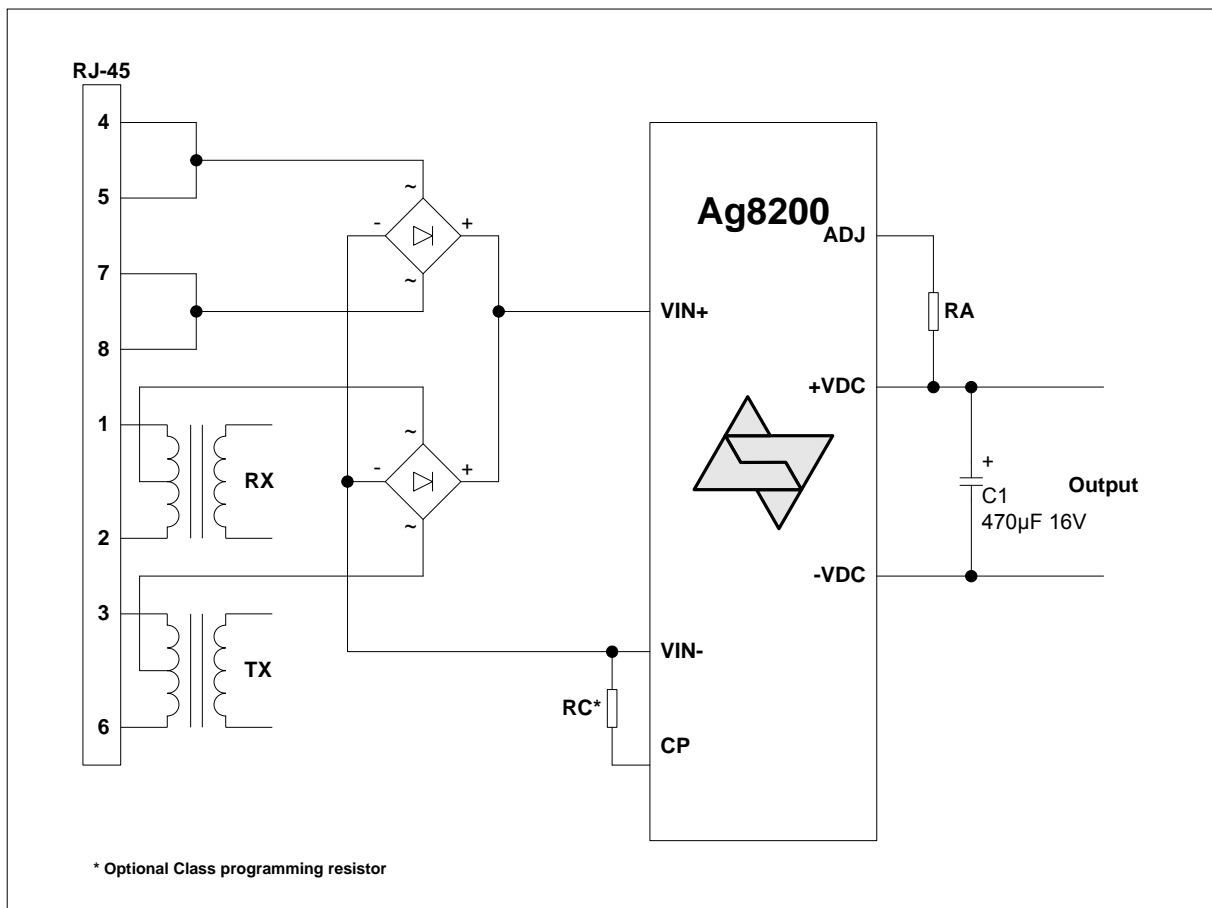 RJ-45
4
5
7
8
1
2
3
6
~
-
+
~
~
-
+
~
RX
TX
Ag8200
ADJ
VIN+
RA
+VDC
+
C1
470µF 16V
Output
-VDC
VIN-
RC*
CP
* Optional Class programming resistor